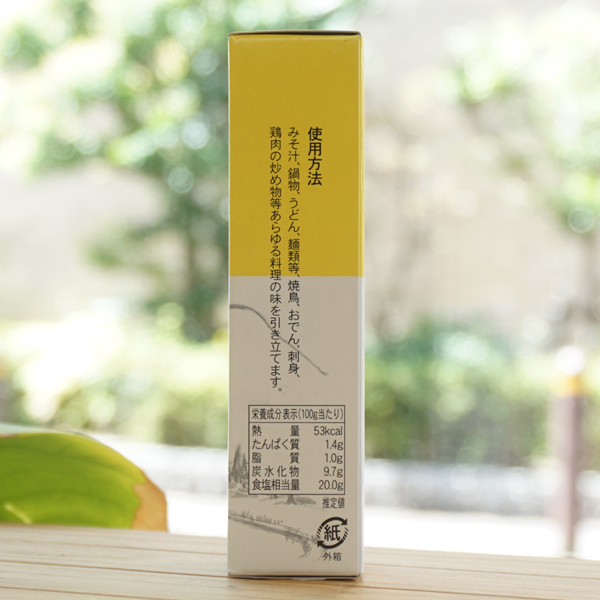 使用方法
みそ汁、鍋物、うどん、麺類等、焼鳥、おでん、刺身、
鶏肉の炒め物等あらゆる料理の味を引き立てます。
栄養成分表示(100g当たり)
熱量 53kcal
たんぱく質 1.4g
脂質 1.0g
炭水化物 9.7g
食塩相当量 20.0g
推定値
紙
外箱